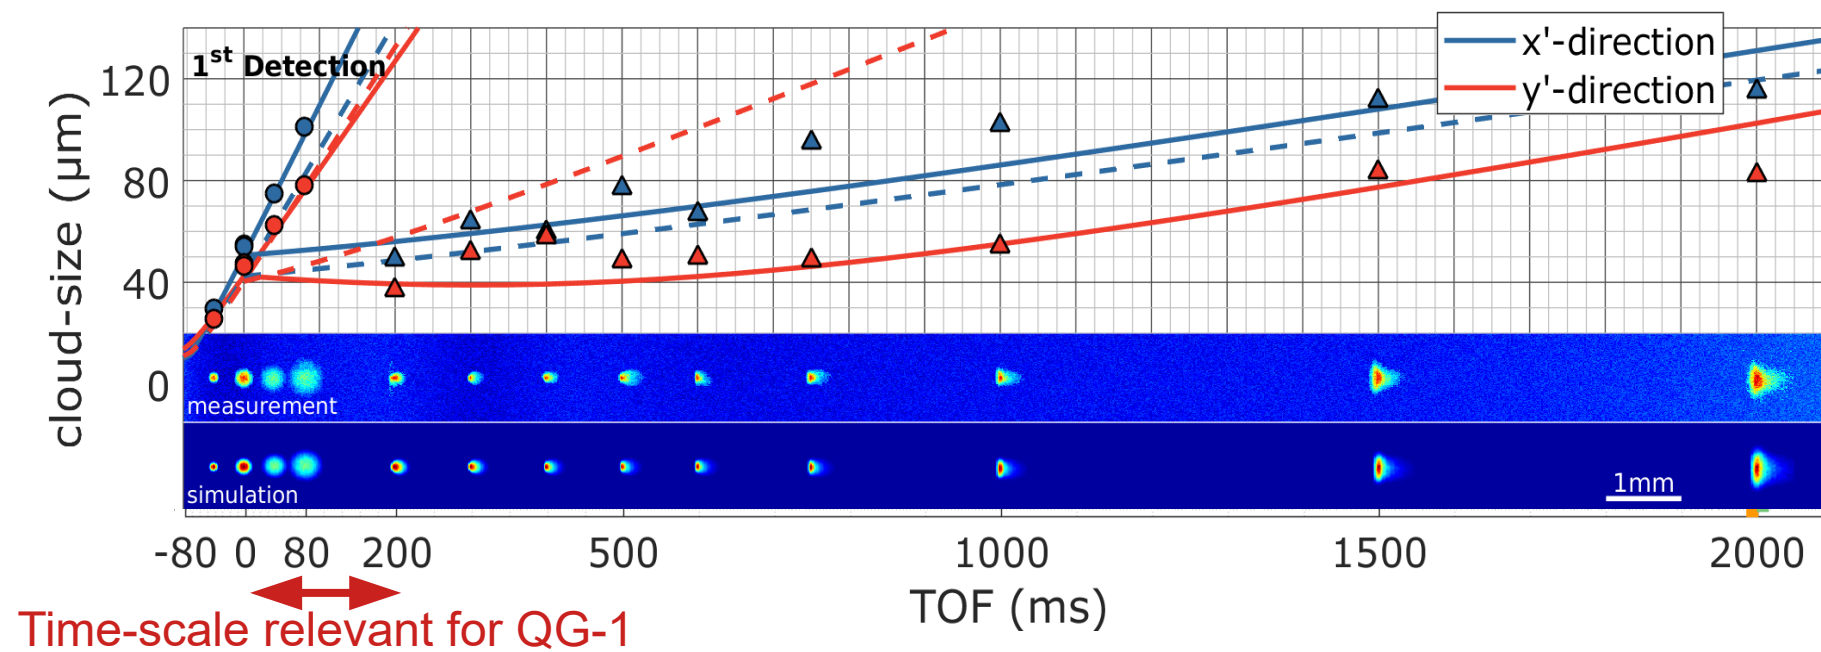 1st Detection
x'-direction
y'-direction
cloud-size (µm)
120
80
40
0
measurement
simulation
1mm
-80 0 80 200 500 1000 1500 2000
TOF (ms)
Time-scale relevant for QG-1